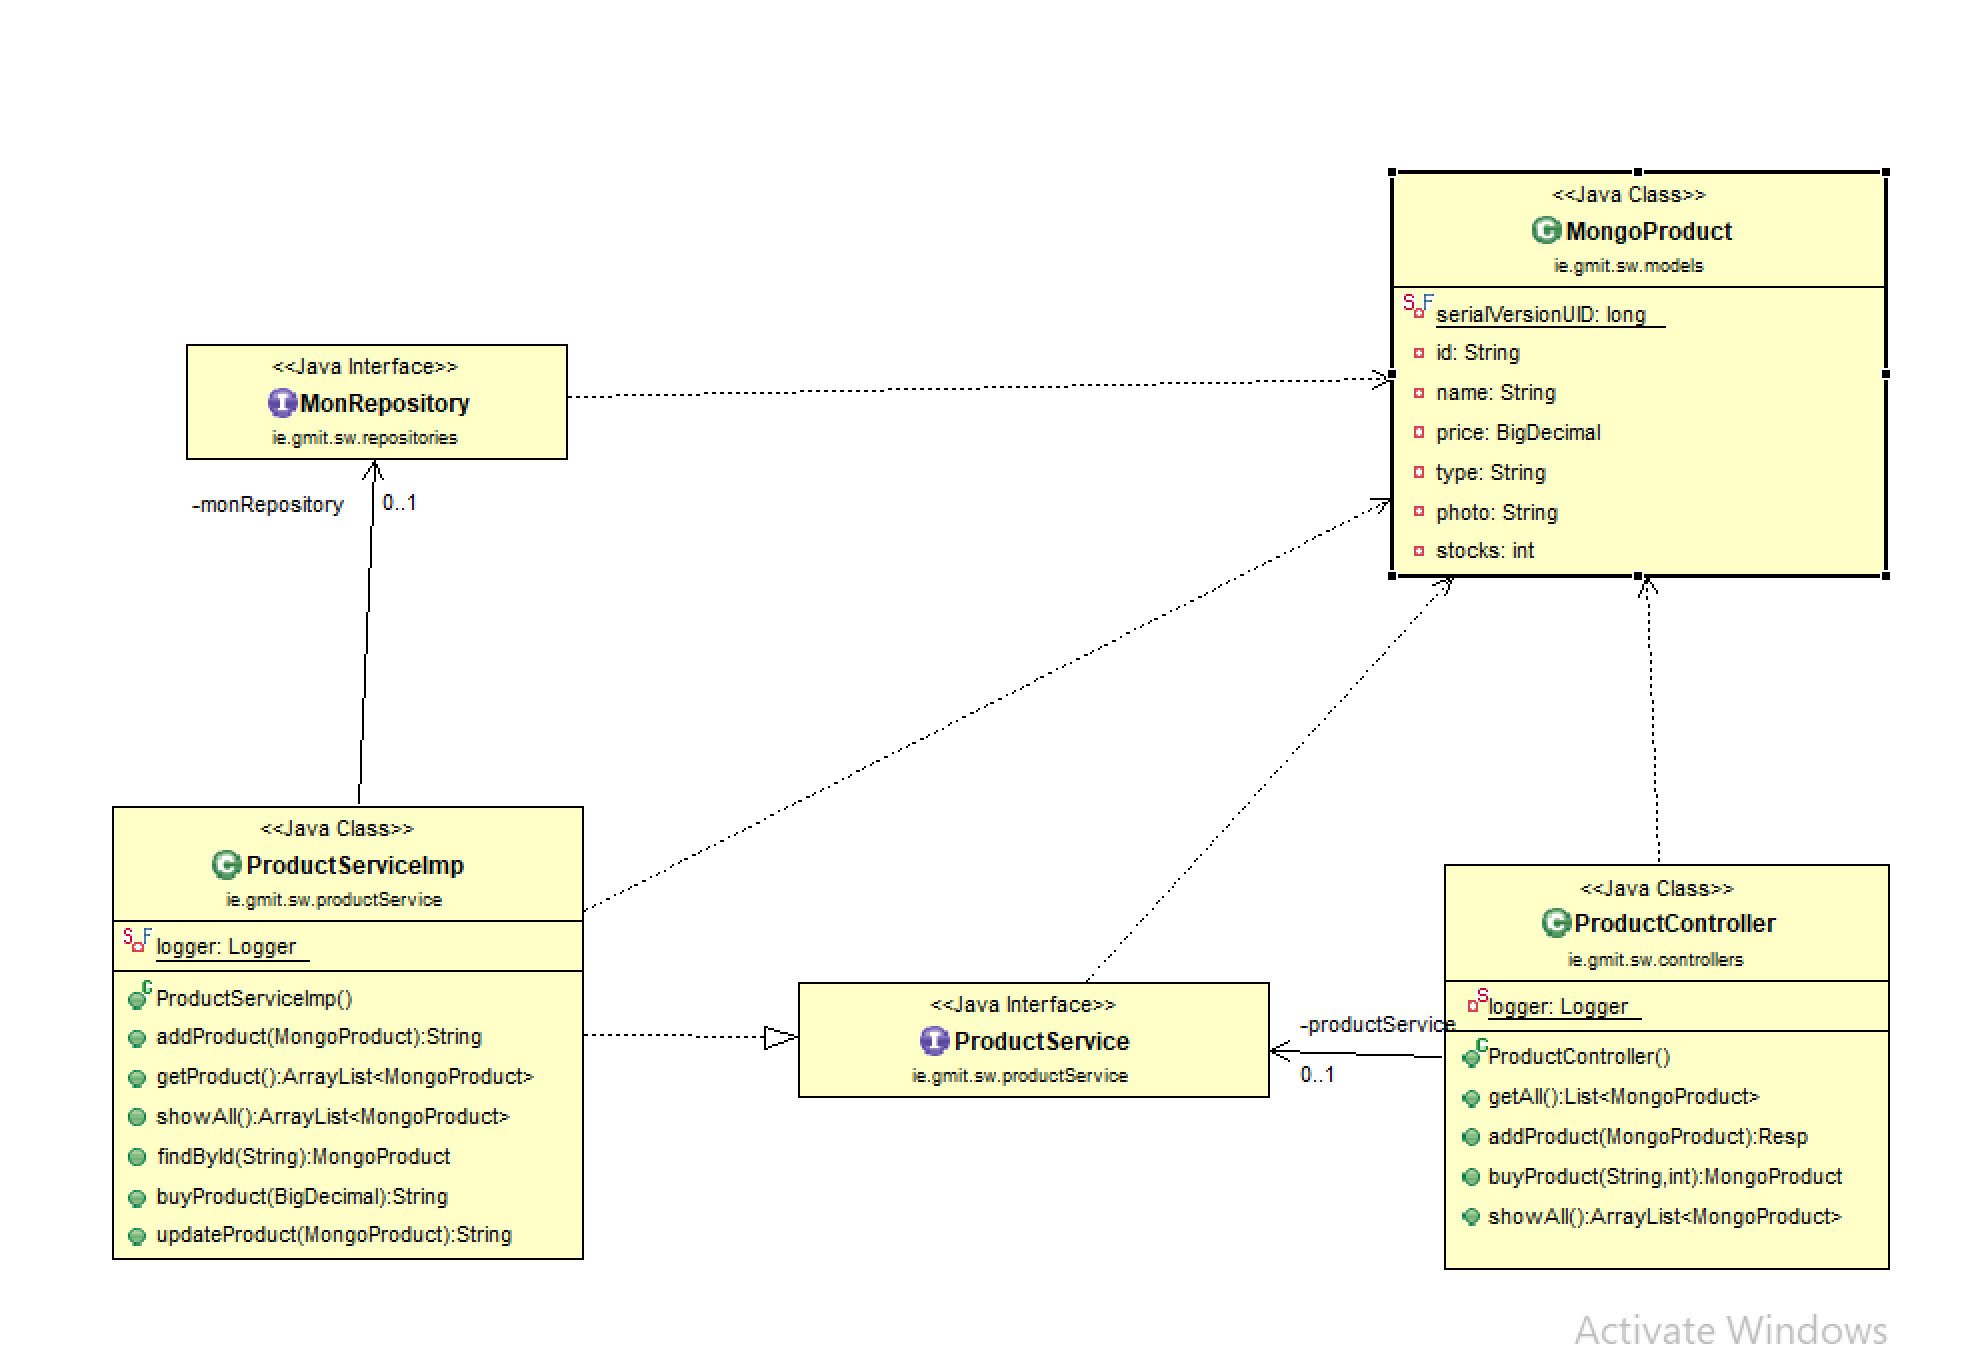 <<Java Class>>
MongoProduct
ie.gmit.sw.models
serialVersionUID: long
id: String
name: String
price: BigDecimal
type: String
photo: String
stocks: int
<<Java Interface>>
MonRepository
ie.gmit.sw.repositories
-monRepository 0..1
<<Java Class>>
ProductServiceImp
ie.gmit.sw.productService
logger: Logger
ProductServiceImp()
addProduct(MongoProduct):String
getProduct():ArrayList<MongoProduct>
showAll():ArrayList<MongoProduct>
findById(String):MongoProduct
buyProduct(BigDecimal):String
updateProduct(MongoProduct):String
<<Java Interface>>
ProductService
ie.gmit.sw.productService
-productService
0..1
<<Java Class>>
ProductController
ie.gmit.sw.controllers
logger: Logger
ProductController()
getAll():List<MongoProduct>
addProduct(MongoProduct):Resp
buyProduct(String,int):MongoProduct
showAll():ArrayList<MongoProduct>
Activate Windows